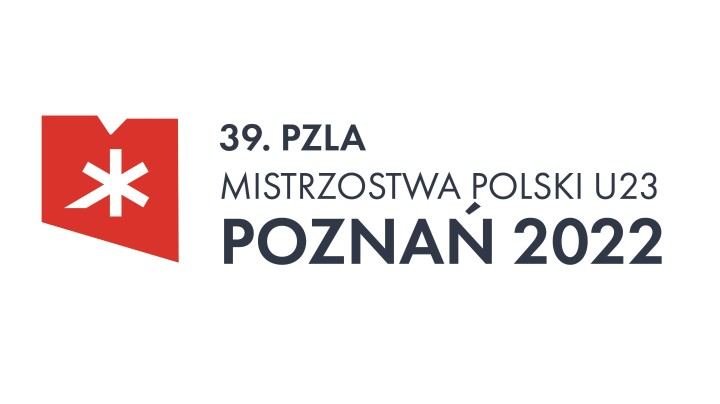 39. PZLA
MISTRZOSTWA POLSKI U23
POZNAŃ 2022